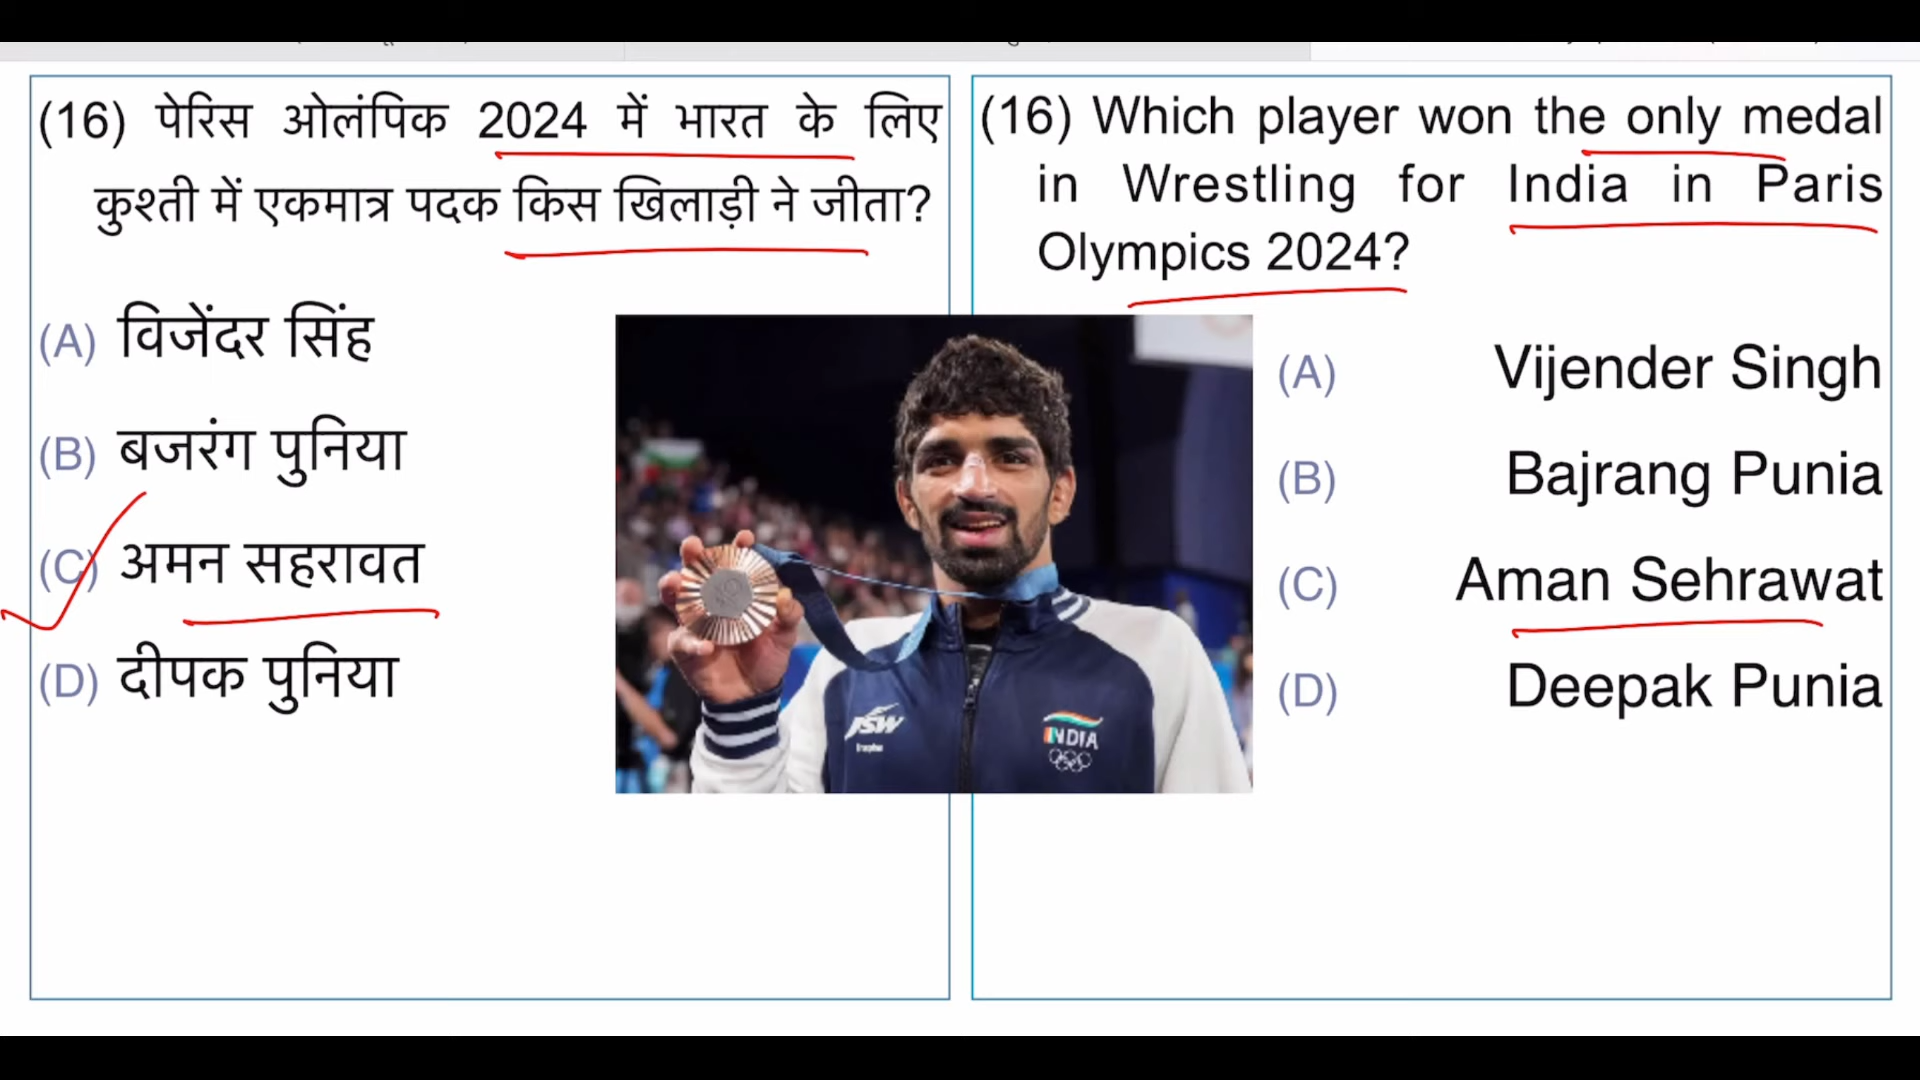 (16) पेरिस ओलंपिक 2024 में भारत के लिए
कुश्ती में एकमात्र पदक किस खिलाड़ी ने जीता?
(A) विजेंदर सिंह
(B) बजरंग पुनिया
(C) अमन सहरावत
(D) दीपक पुनिया
(16) Which player won the only medal
in Wrestling for India in Paris
Olympics 2024?
(A) Vijender Singh
(B) Bajrang Punia
(C) Aman Sehrawat
(D) Deepak Punia
JSW
INDIA